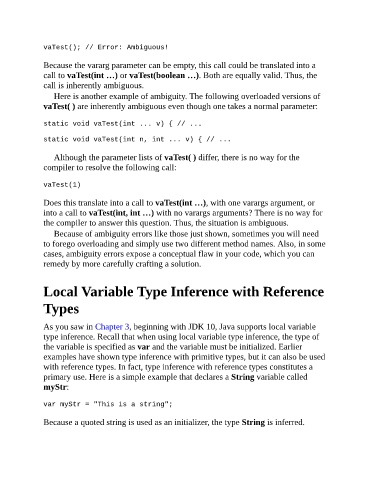 vaTest(); // Error: Ambiguous!
Because the vararg parameter can be empty, this call could be translated into a
call to vaTest(int …) or vaTest(boolean …). Both are equally valid. Thus, the
call is inherently ambiguous.
Here is another example of ambiguity. The following overloaded versions of
vaTest( ) are inherently ambiguous even though one takes a normal parameter:
static void vaTest(int ... v) { // ...
static void vaTest(int n, int ... v) { // ...
Although the parameter lists of vaTest( ) differ, there is no way for the
compiler to resolve the following call:
vaTest(1)
Does this translate into a call to vaTest(int …), with one varargs argument, or
into a call to vaTest(int, int …) with no varargs arguments? There is no way for
the compiler to answer this question. Thus, the situation is ambiguous.
Because of ambiguity errors like those just shown, sometimes you will need
to forego overloading and simply use two different method names. Also, in some
cases, ambiguity errors expose a conceptual flaw in your code, which you can
remedy by more carefully crafting a solution.
Local Variable Type Inference with Reference
Types
As you saw in Chapter 3, beginning with JDK 10, Java supports local variable
type inference. Recall that when using local variable type inference, the type of
the variable is specified as var and the variable must be initialized. Earlier
examples have shown type inference with primitive types, but it can also be used
with reference types. In fact, type inference with reference types constitutes a
primary use. Here is a simple example that declares a String variable called
myStr:
var myStr = "This is a string";
Because a quoted string is used as an initializer, the type String is inferred.